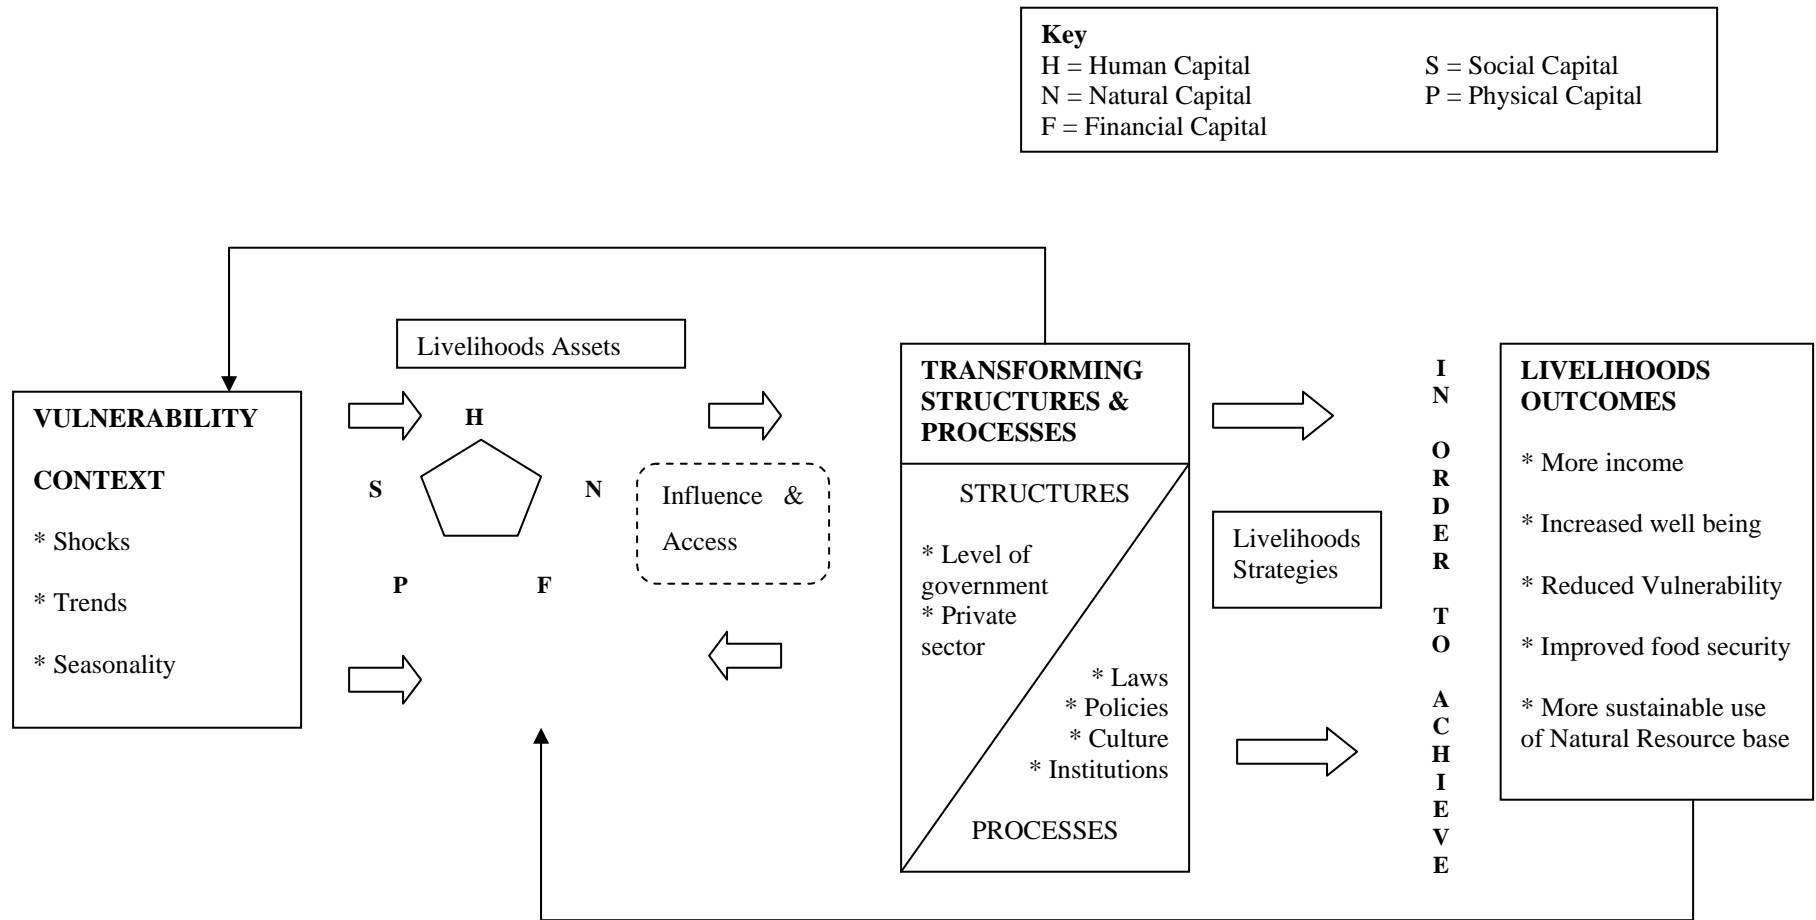 Key
H = Human Capital S = Social Capital
N = Natural Capital P = Physical Capital
F = Financial Capital
Livelihoods Assets
VULNERABILITY
CONTEXT
* Shocks
* Trends
* Seasonality
H
S
N
P
F
Influence & 
Access
TRANSFORMING
STRUCTURES &
PROCESSES
STRUCTURES
* Level of
government
* Private
sector
* Laws
* Policies
* Culture
* Institutions
PROCESSES
Livelihoods
Strategies
IN ORDER TO ACHIEVE
LIVELIHOODS
OUTCOMES
* More income
* Increased well being
* Reduced Vulnerability
* Improved food security
* More sustainable use
of Natural Resource base